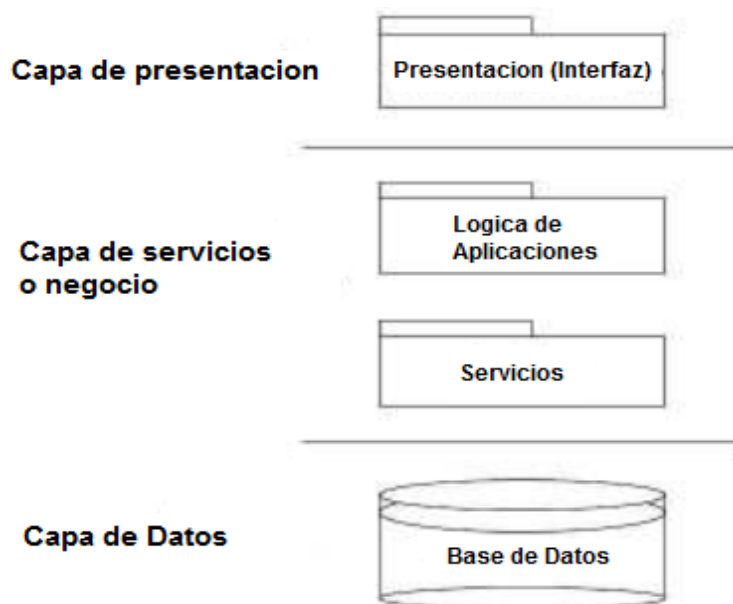 Capa de presentacion
Presentacion (Interfaz)
Capa de servicios
o negocio
Logica de
Aplicaciones
Servicios
Capa de Datos
Base de Datos